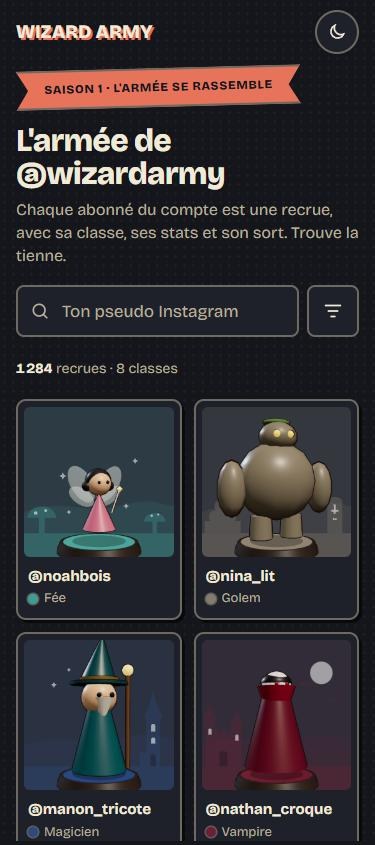 WIZARD ARMY
SAISON 1 • L'ARMÉE SE RASSEMBLE
L'armée de
@wizardarmy
Chaque abonné du compte est une recrue,
avec sa classe, ses stats et son sort. Trouve la
tienne.
Ton pseudo Instagram
1 284 recrues · 8 classes
@noahbois
Fée
@nina_lit
Golem
@manon_tricote
Magicien
@nathan_croque
Vampire